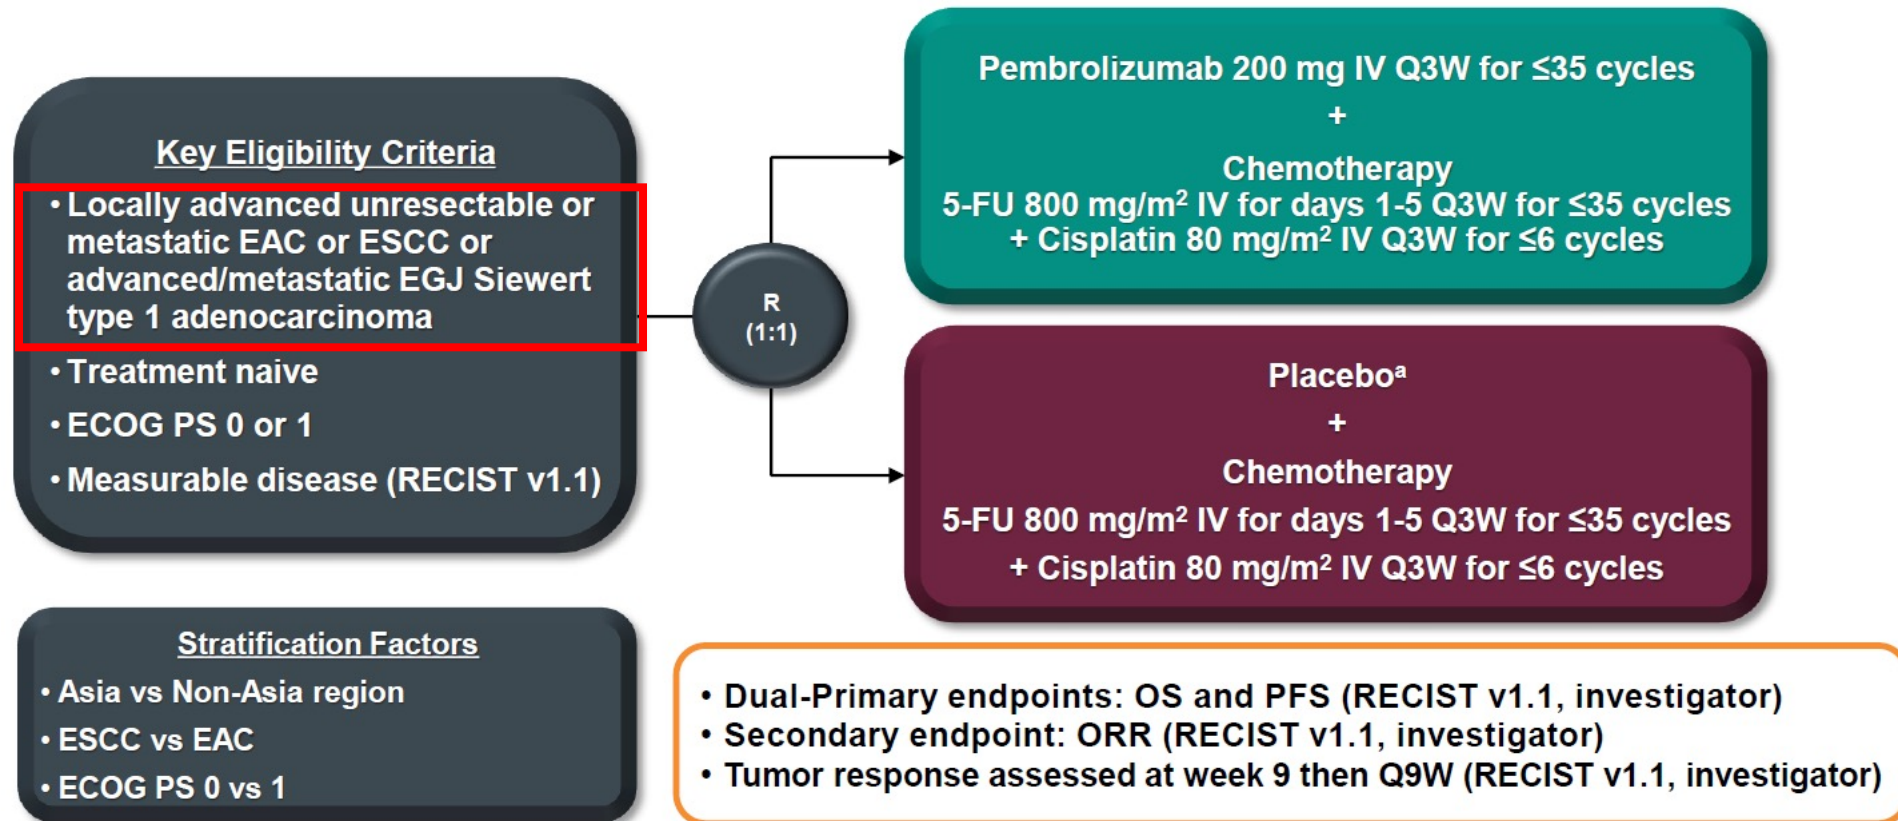 Key Eligibility Criteria
• Locally advanced unresectable or
metastatic EAC or ESCC or
advanced/metastatic EGJ Siewert
type 1 adenocarcinoma
• Treatment naive
• ECOG PS 0 or 1
• Measurable disease (RECIST v1.1)
R
(1:1)
Pembrolizumab 200 mg IV Q3W for ≤35 cycles
+
Chemotherapy
5-FU 800 mg/m² IV for days 1-5 Q3W for ≤35 cycles
+ Cisplatin 80 mg/m² IV Q3W for ≤6 cycles
Placeboᵃ
+
Chemotherapy
5-FU 800 mg/m² IV for days 1-5 Q3W for ≤35 cycles
+ Cisplatin 80 mg/m² IV Q3W for ≤6 cycles
Stratification Factors
• Asia vs Non-Asia region
• ESCC vs EAC
• ECOG PS 0 vs 1
• Dual-Primary endpoints: OS and PFS (RECIST v1.1, investigator)
• Secondary endpoint: ORR (RECIST v1.1, investigator)
• Tumor response assessed at week 9 then Q9W (RECIST v1.1, investigator)